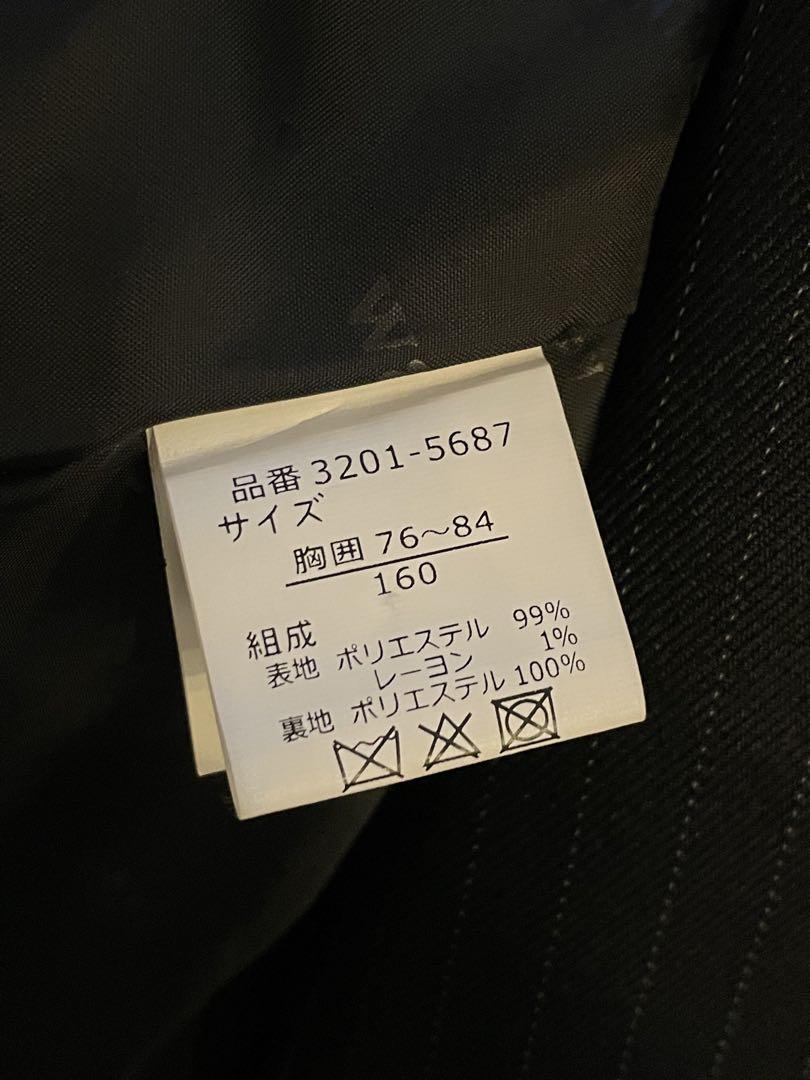 品番 3201-5687
サイズ
胸囲 76～84
160
組成
表地 ポリエステル 99%
レーヨン 1%
裏地 ポリエステル 100%